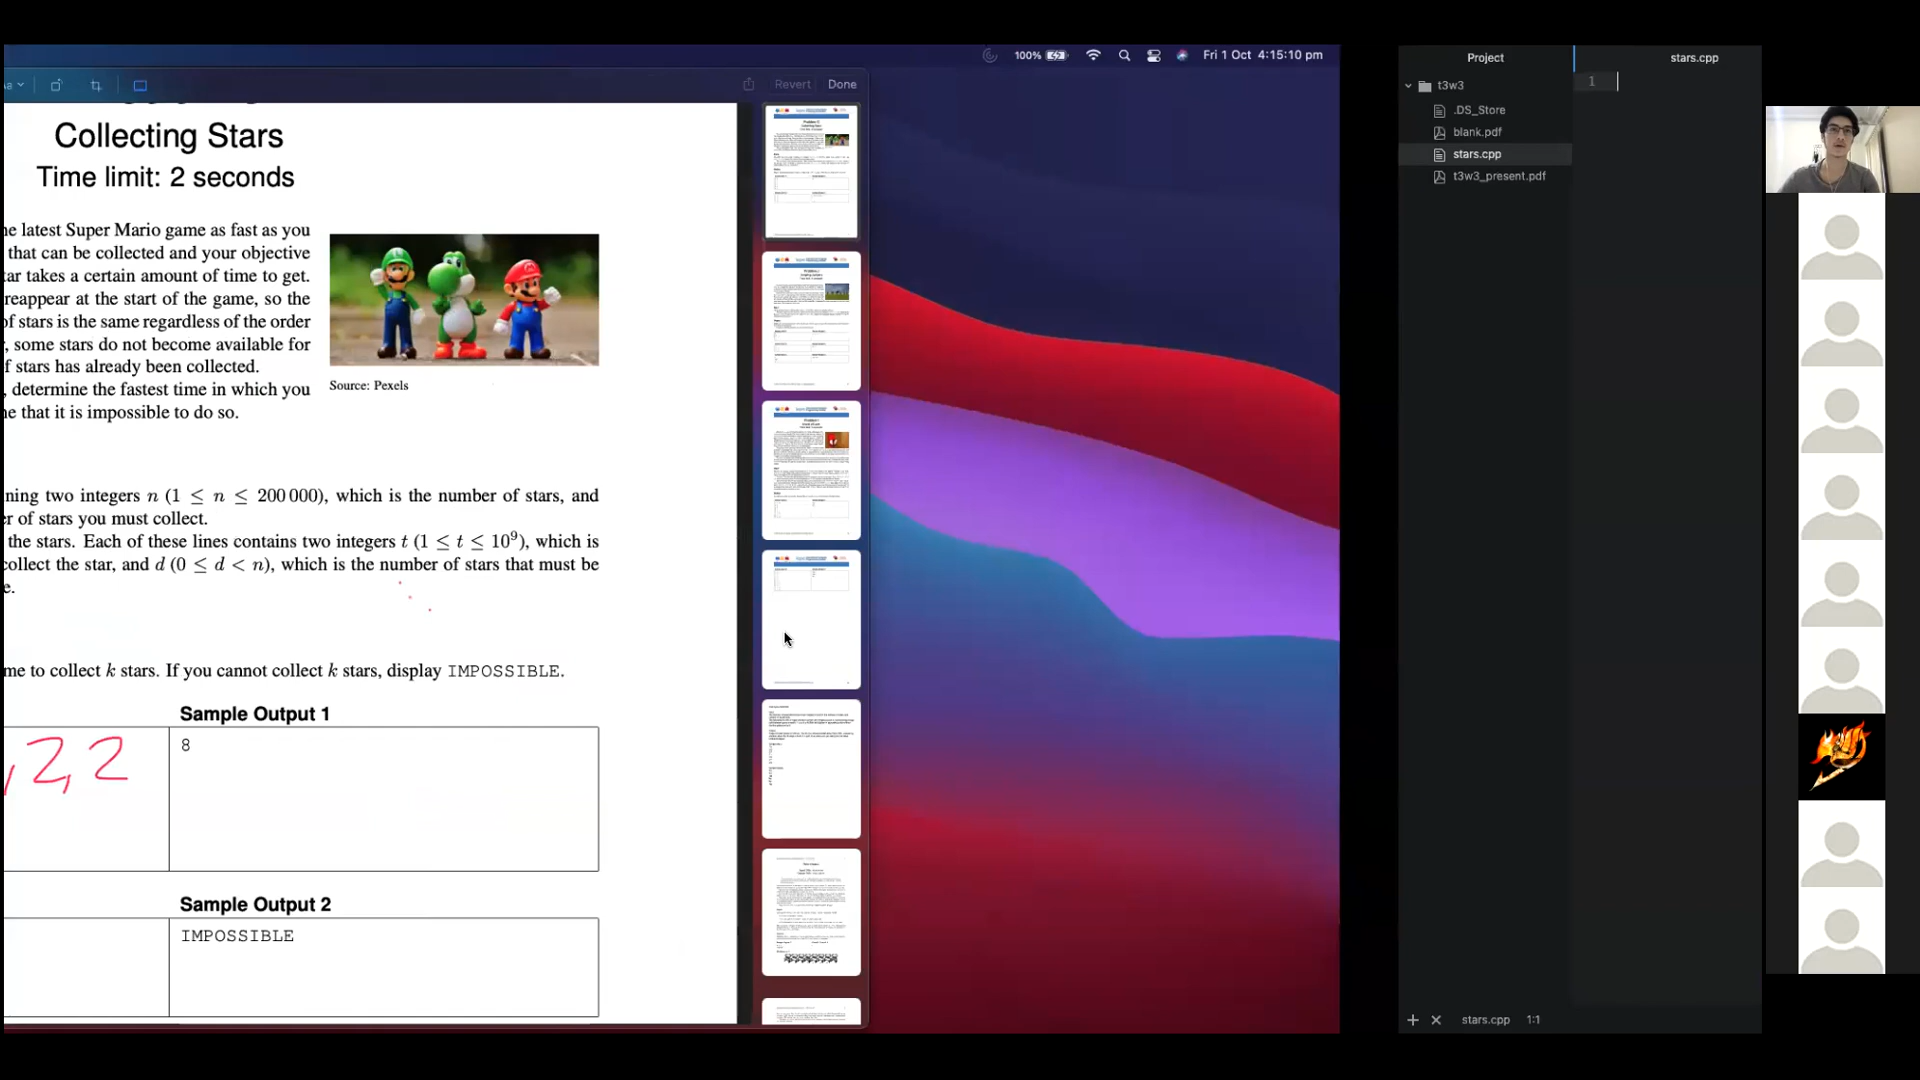 100%
Fri 1 Oct 4:15:10 pm
Revert
Done
Collecting Stars
Time limit: 2 seconds
latest Super Mario game as fast as you
that can be collected and your objective
takes a certain amount of time to get.
reappear at the start of the game, so the
of stars is the same regardless of the order
, some stars do not become available for
f stars has already been collected.
, determine the fastest time in which you
that it is impossible to do so.
Source: Pexels
ning two integers n (1 ≤ n ≤ 200 000), which is the number of stars, and
of stars you must collect.
the stars. Each of these lines contains two integers t (1 ≤ t ≤ 10⁹), which is
collect the star, and d (0 ≤ d < n), which is the number of stars that must be
e.
me to collect k stars. If you cannot collect k stars, display IMPOSSIBLE.
Sample Output 1
, 2, 2
8
Sample Output 2
IMPOSSIBLE
Project
stars.cpp
t3w3
1
.DS_Store
blank.pdf
stars.cpp
t3w3_present.pdf
stars.cpp
1:1